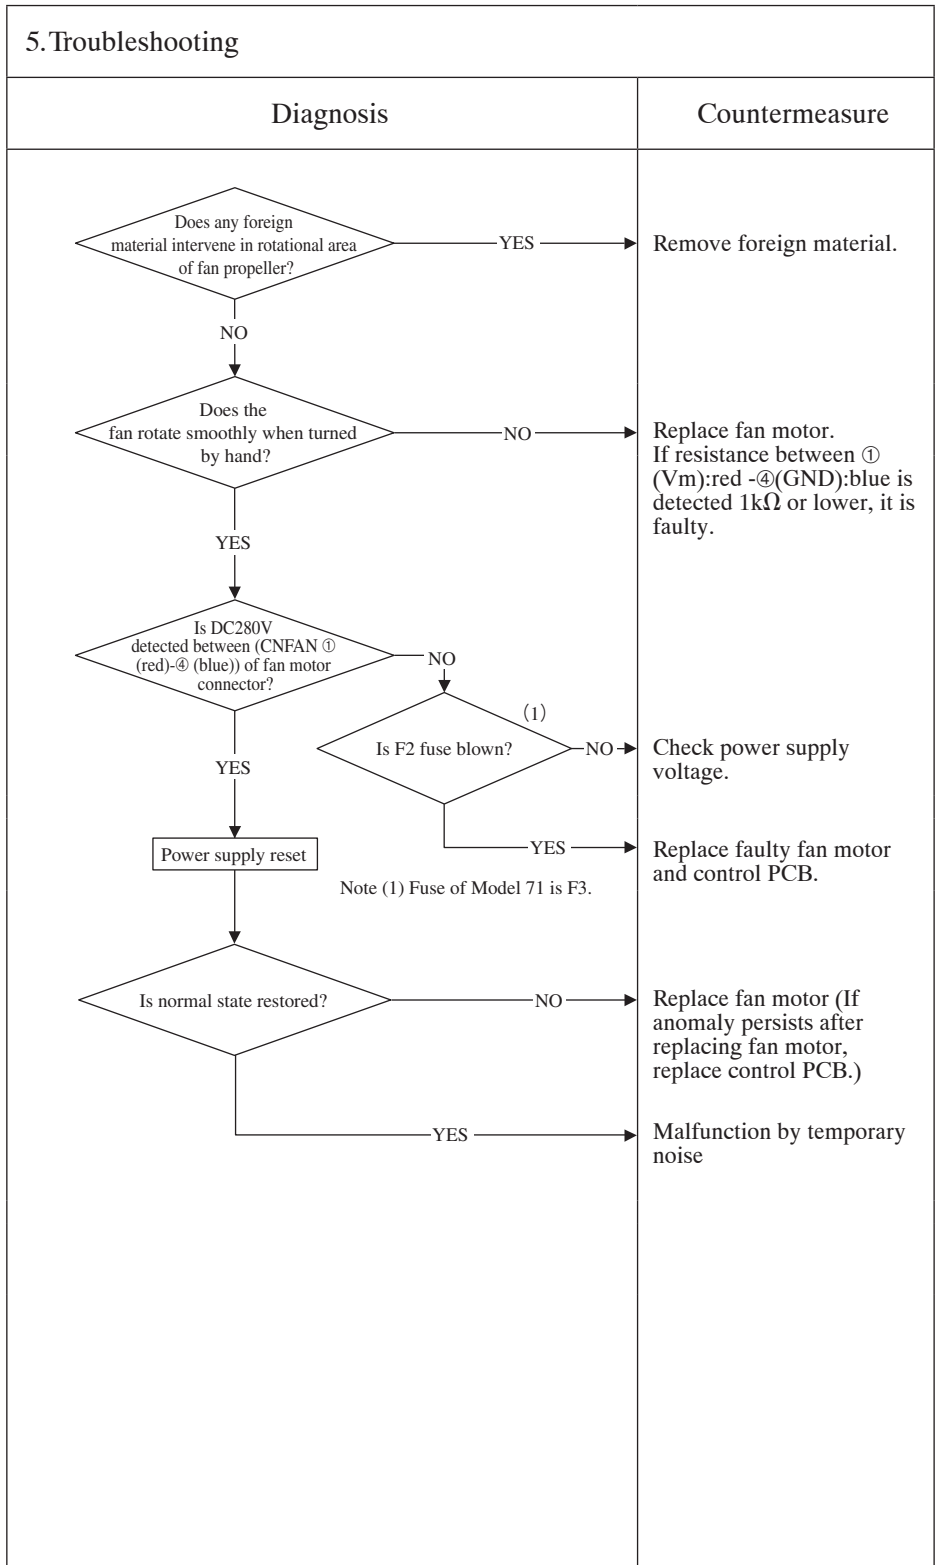 5.Troubleshooting
Diagnosis
Countermeasure
Does any foreign
material intervene in rotational area
of fan propeller?
YES
Remove foreign material.
NO
Does the
fan rotate smoothly when turned
by hand?
NO
Replace fan motor.
If resistance between ①
(Vm):red -④(GND):blue is
detected 1kΩ or lower, it is
faulty.
YES
Is DC280V
detected between (CNFAN ①
(red)-④ (blue)) of fan motor
connector?
NO
(1)
Is F2 fuse blown?
NO
Check power supply
voltage.
YES
YES
Replace faulty fan motor
and control PCB.
Power supply reset
Note (1) Fuse of Model 71 is F3.
Is normal state restored?
NO
Replace fan motor (If
anomaly persists after
replacing fan motor,
replace control PCB.)
YES
Malfunction by temporary
noise